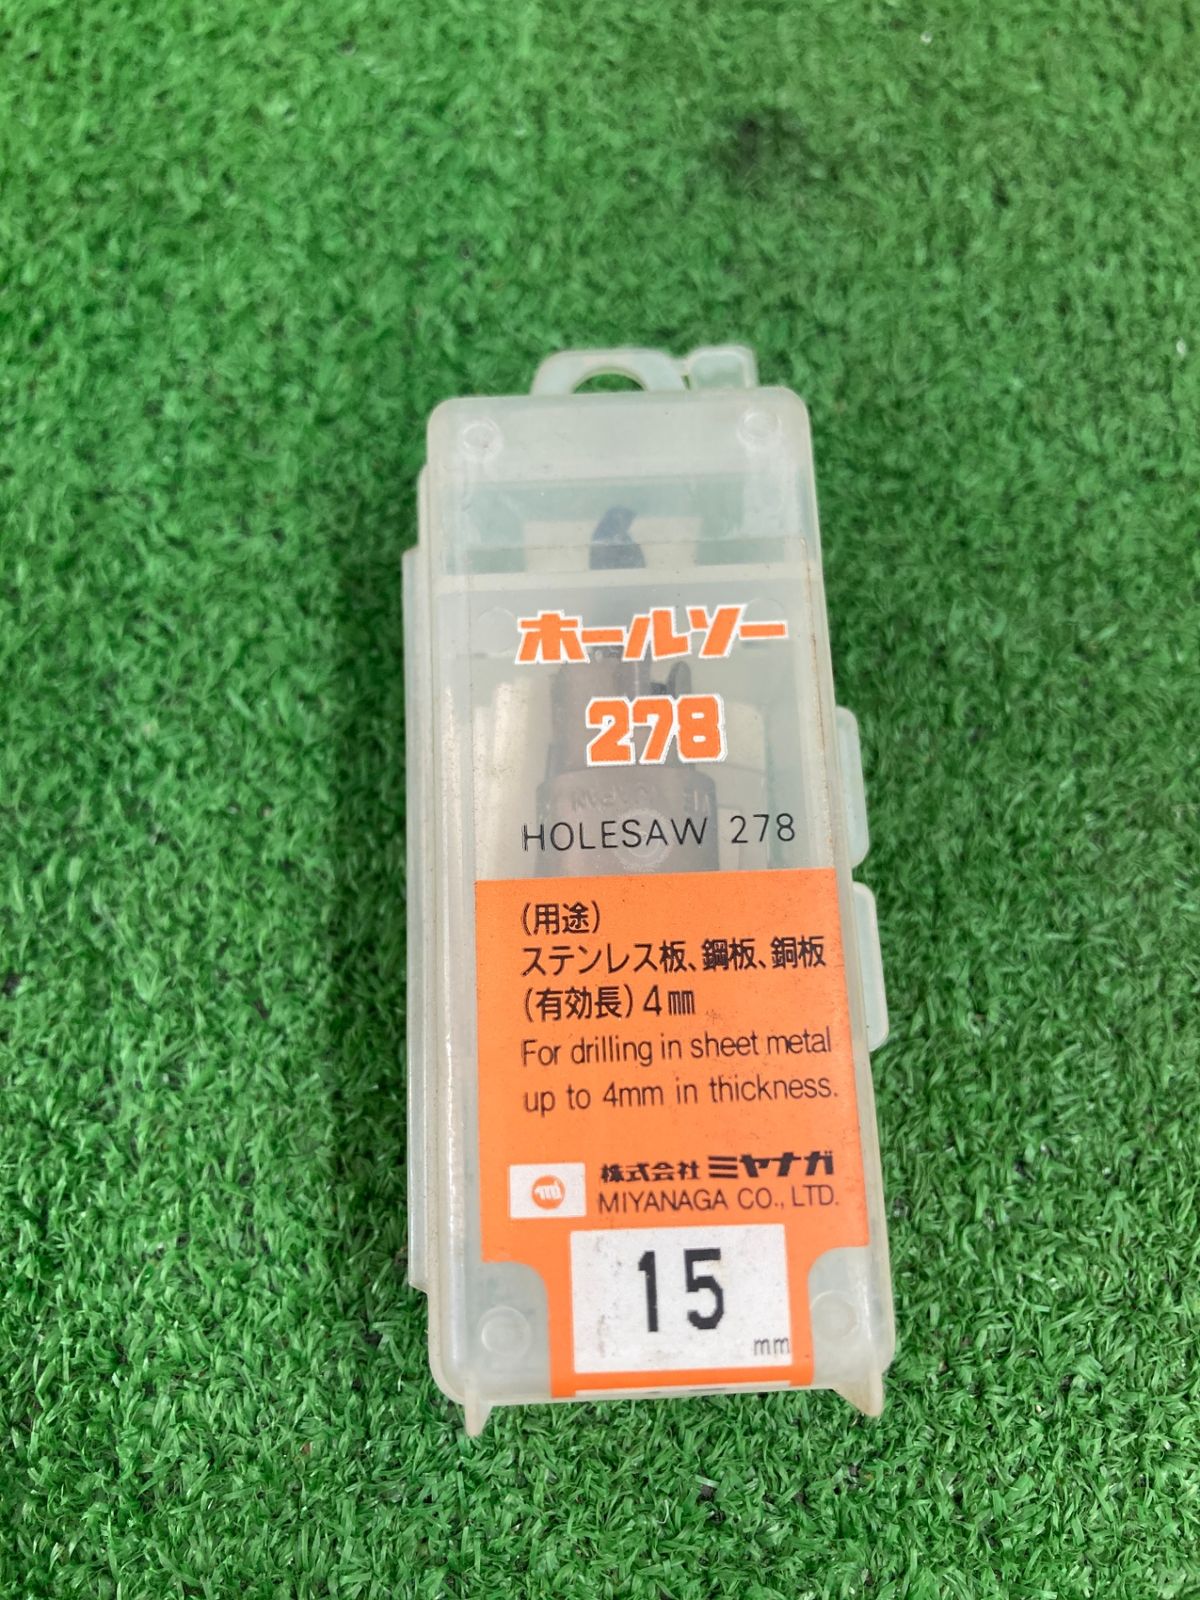 ホールソー
278
HOLESAW 278
(用途)
ステンレス板、鋼板、銅板
(有効長)4㎜
For drilling in sheet metal
up to 4mm in thickness.
株式会社ミヤナガ
MIYANAGA CO., LTD.
15
mm